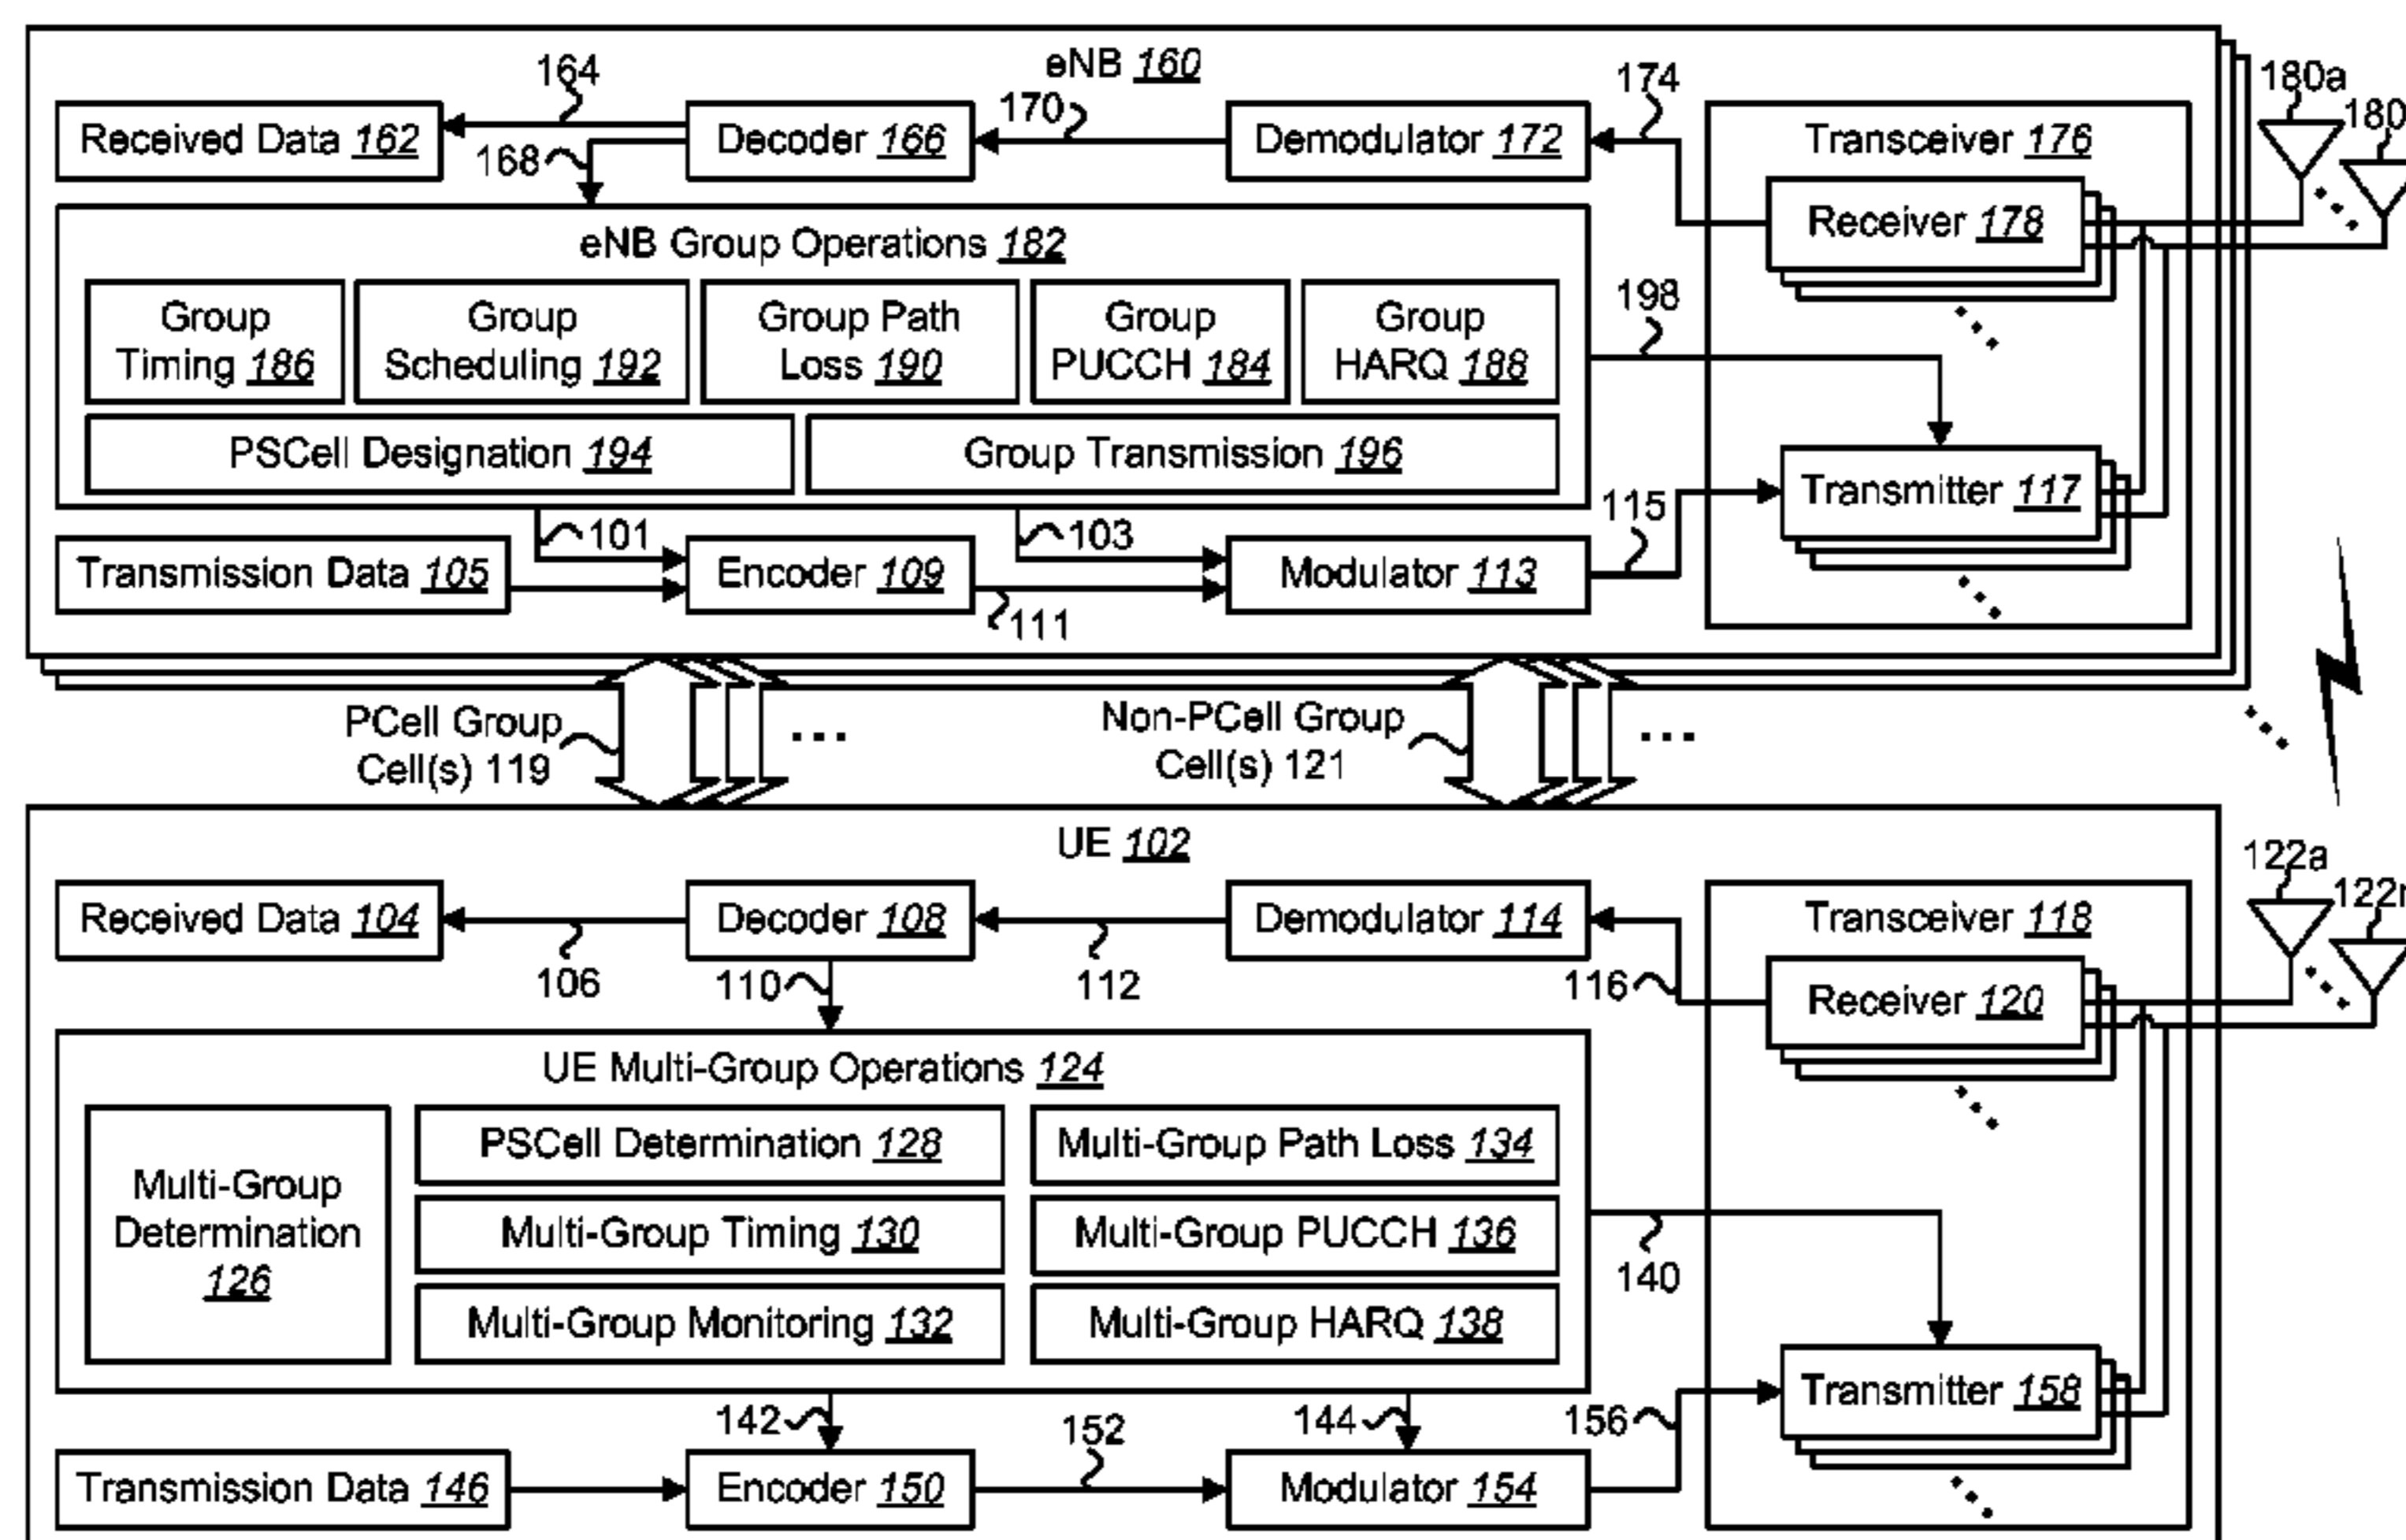 eNB 160
164
170
174
180a
180
Received Data 162
168
Decoder 166
Demodulator 172
Transceiver 176
Receiver 178
eNB Group Operations 182
Group Timing 186
Group Scheduling 192
Group Path Loss 190
Group PUCCH 184
Group HARQ 188
198
PSCell Designation 194
Group Transmission 196
Transmitter 117
115
101
103
Transmission Data 105
Encoder 109
111
Modulator 113
PCell Group
Cell(s) 119
...
Non-PCell Group
Cell(s) 121
...
UE 102
122a
122n
Received Data 104
106
Decoder 108
110
112
Demodulator 114
116
Transceiver 118
Receiver 120
UE Multi-Group Operations 124
Multi-Group
Determination
126
PSCell Determination 128
Multi-Group Timing 130
Multi-Group Monitoring 132
Multi-Group Path Loss 134
Multi-Group PUCCH 136
Multi-Group HARQ 138
140
Transmitter 158
142
144
152
156
Transmission Data 146
Encoder 150
Modulator 154